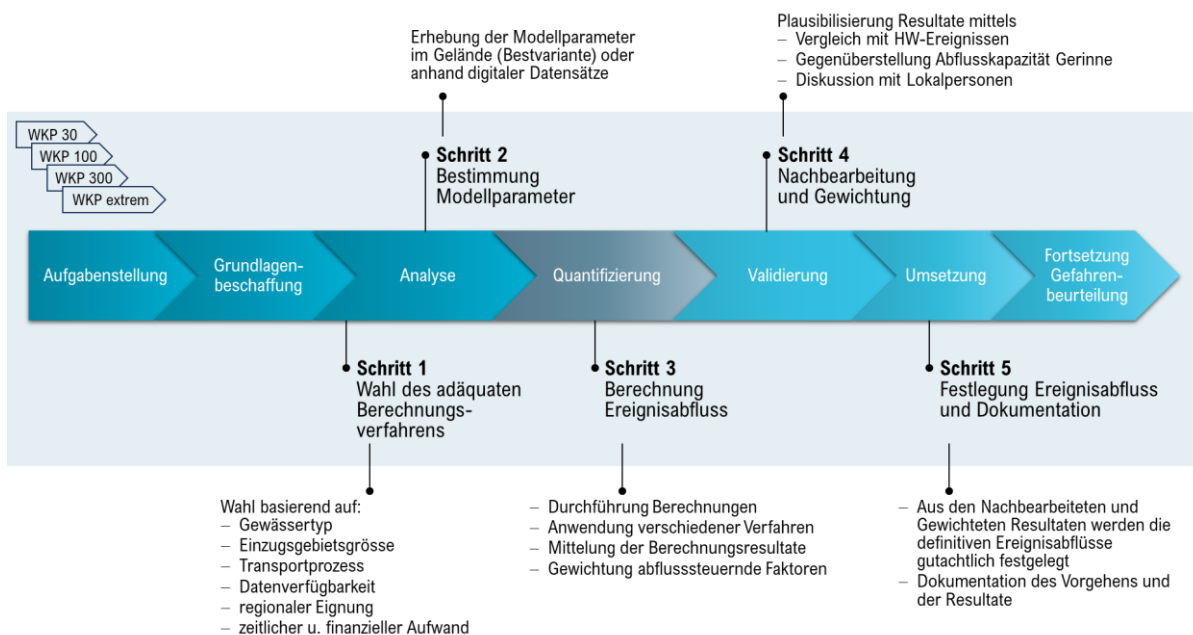 Erhebung der Modellparameter
im Gelände (Bestvariante) oder
anhand digitaler Datensätze
Plausibilisierung Resultate mittels
– Vergleich mit HW-Ereignissen
– Gegenüberstellung Abflusskapazität Gerinne
– Diskussion mit Lokalpersonen
WKP 30
WKP 100
WKP 300
WKP extrem
Schritt 2
Bestimmung
Modellparameter
Schritt 4
Nachbearbeitung
und Gewichtung
Aufgabenstellung
Grundlagen-
beschaffung
Analyse
Quantifizierung
Validierung
Umsetzung
Fortsetzung
Gefahren-
beurteilung
Schritt 1
Wahl des adäquaten
Berechnungs-
verfahrens
Schritt 3
Berechnung
Ereignisabfluss
Schritt 5
Festlegung Ereignisabfluss
und Dokumentation
Wahl basierend auf:
– Gewässertyp
– Einzugsgebietsgrösse
– Transportprozess
– Datenverfügbarkeit
– regionaler Eignung
– zeitlicher u. finanzieller Aufwand
– Durchführung Berechnungen
– Anwendung verschiedener Verfahren
– Mittelung der Berechnungsresultate
– Gewichtung abflusssteuernde Faktoren
– Aus den Nachbearbeiteten und
Gewichteten Resultaten werden die
definitiven Ereignisabflüsse
gutachtlich festgelegt
– Dokumentation des Vorgehens und
der Resultate